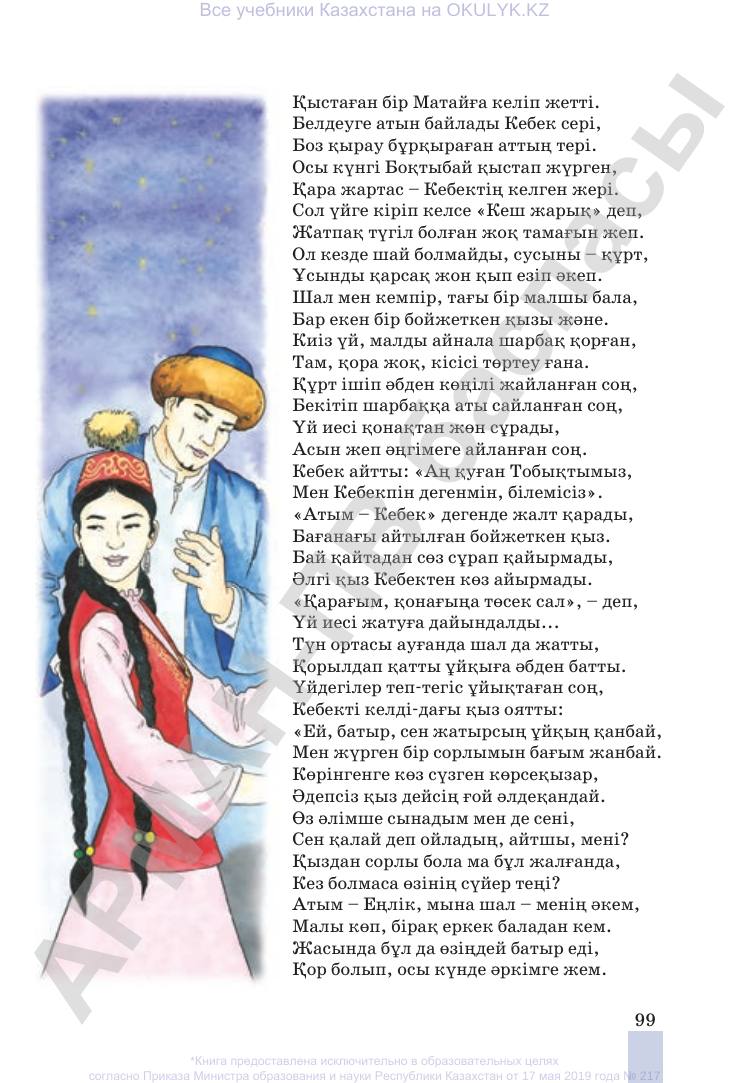 Все учебники Казахстана на OKULYK.KZ
Қыстаған бір Матайға келіп жетті.
Белдеуге атын байлады Кебек сері,
Боз қырау бұрқыраған аттың тері.
Осы күнгі Боқтыбай қыстап жүрген,
Қара жартас – Кебектің келген жері.
Сол үйге кіріп келсе «Кеш жарық» деп,
Жатпақ түгіл болған жоқ тамағын жеп.
Ол кезде шай болмайды, сусыны – құрт,
Ұсынды қарсақ жон қып езіп әкеп.
Шал мен кемпір, тағы бір малшы бала,
Бар екен бір бойжеткен қызы және.
Киіз үй, малды айнала шарбақ қорған,
Там, қора жоқ, кісісі төртеу ғана.
Құрт ішіп әбден көңілі жайланған соң,
Бекітіп шарбаққа аты сайланған соң,
Үй иесі қонақтан жөн сұрады,
Асын жеп әңгімеге айланған соң.
Кебек айтты: «Аң қуған Тобықтымыз,
Мен Кебекпін дегенмін, білемісіз».
«Атым – Кебек» дегенде жалт қарады,
Бағанағы айтылған бойжеткен қыз.
Бай қайтадан сөз сұрап қайырмады,
Әлгі қыз Кебектен көз айырмады.
«Қарағым, қонағыңа төсек сал», – деп,
Үй иесі жатуға дайындалды...
Түн ортасы ауғанда шал да жатты,
Қорылдап қатты ұйқыға әбден батты.
Үйдегілер теп-тегіс ұйықтаған соң,
Кебекті келді-дағы қыз оятты:
«Ей, батыр, сен жатырсың ұйқың қанбай,
Мен жүрген бір сорлымын бағым жанбай.
Көрінгенге көз сүзген көрсеқызар,
Әдепсіз қыз дейсің ғой әлдеқандай.
Өз әлімше сынадым мен де сені,
Сен қалай деп ойладың, айтшы, мені?
Қыздан сорлы бола ма бұл жалғанда,
Кез болмаса өзінің сүйер теңі?
Атым – Еңлік, мына шал – менің әкем,
Малы көп, бірақ еркек баладан кем.
Жасында бұл да өзіңдей батыр еді,
Қор болып, осы күнде әркімге жем.
АРМАН-ПВ баспасы
99
*Книга предоставлена исключительно в образовательных целях
согласно Приказа Министра образования и науки Республики Казахстан от 17 мая 2019 года № 217